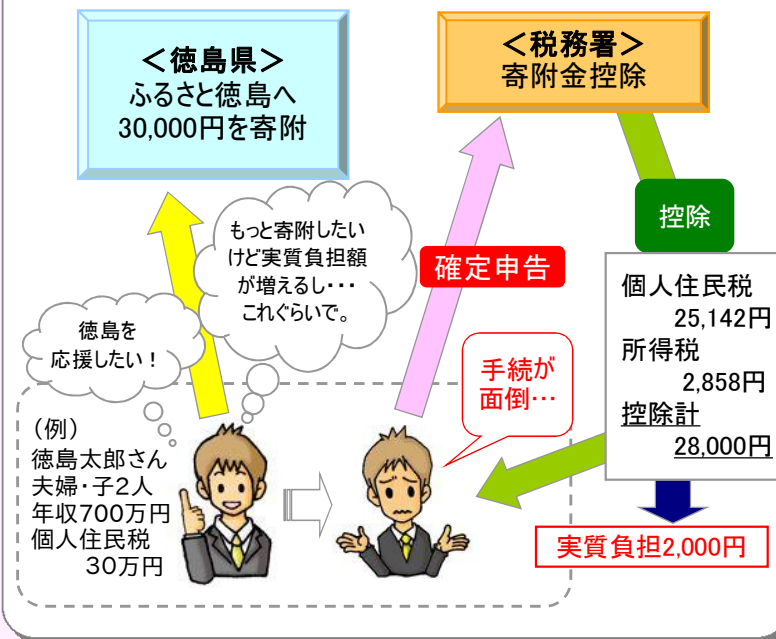 ＜徳島県＞
ふるさと徳島へ
30,000円を寄附
＜税務署＞
寄附金控除
控除
もっと寄附したい
けど実質負担額
が増えるし・・・
これぐらいで。
確定申告
徳島を
応援したい！
手続が
面倒…
個人住民税
25,142円
所得税
2,858円
控除計
28,000円
（例）
徳島太郎さん
夫婦・子2人
年収700万円
個人住民税
30万円
実質負担2,000円